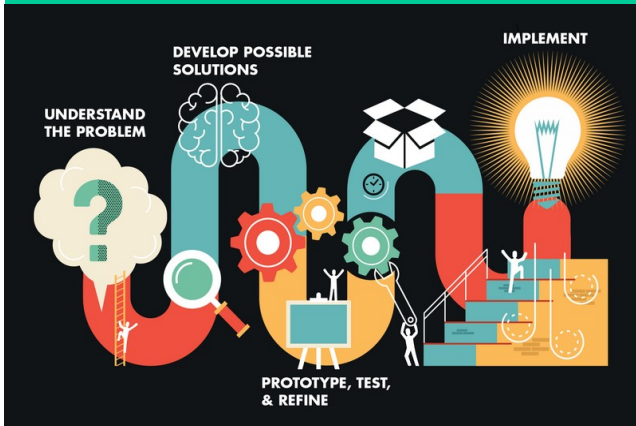 UNDERSTAND
THE PROBLEM
DEVELOP POSSIBLE
SOLUTIONS
PROTOTYPE, TEST,
& REFINE
IMPLEMENT
?